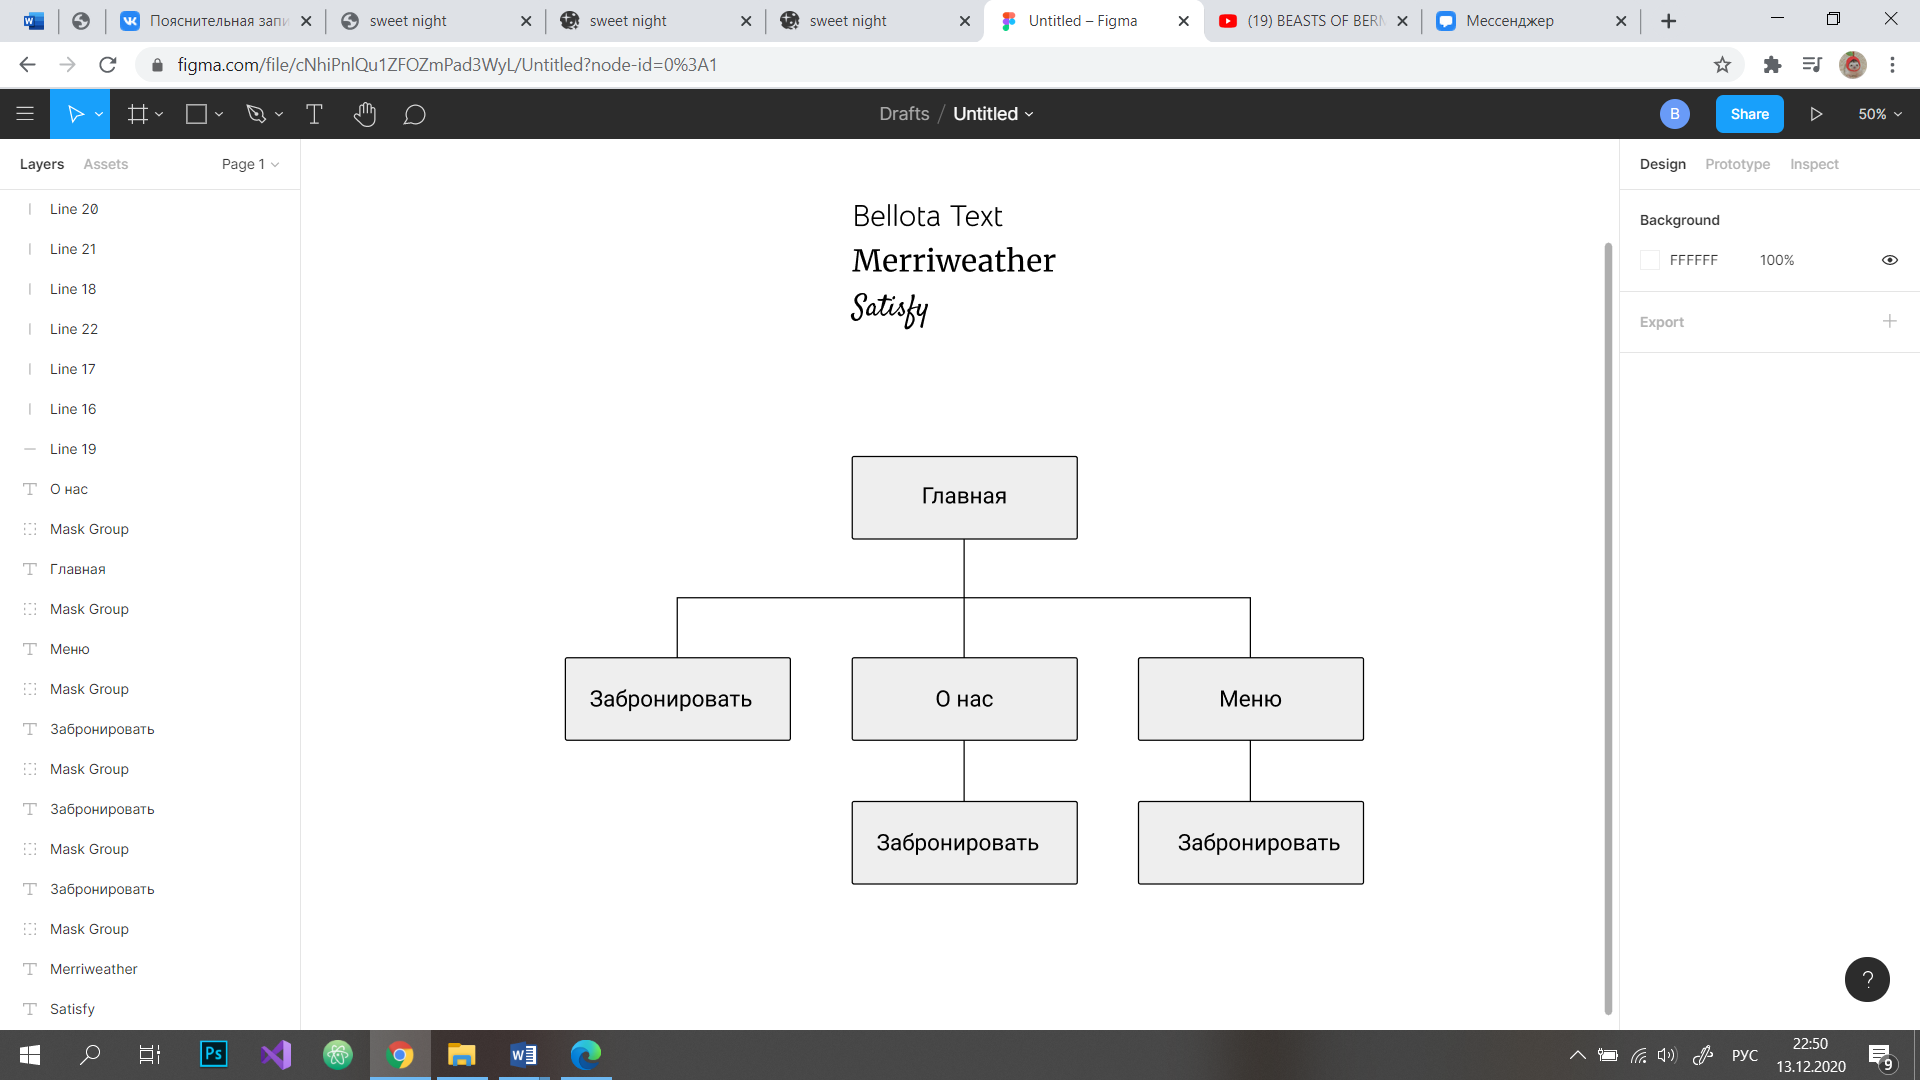 Пояснительная запи
sweet night
sweet night
sweet night
Untitled – Figma
(19) BEASTS OF BERM
Мессенджер
figma.com/file/cNhiPnlQu1ZFOZmPad3WyL/Untitled?node-id=0%3A1
Drafts / Untitled
B
Share
50%
Layers
Assets
Page 1
Design
Prototype
Inspect
Line 20
Line 21
Line 18
Line 22
Line 17
Line 16
Line 19
О нас
Mask Group
Главная
Mask Group
Меню
Mask Group
Забронировать
Mask Group
Забронировать
Mask Group
Забронировать
Mask Group
Merriweather
Satisfy
Bellota Text
Merriweather
Satisfy
Главная
Забронировать
О нас
Меню
Забронировать
Забронировать
Background
FFFFFF
100%
Export
?
Ps
РУС
22:50
13.12.2020
9